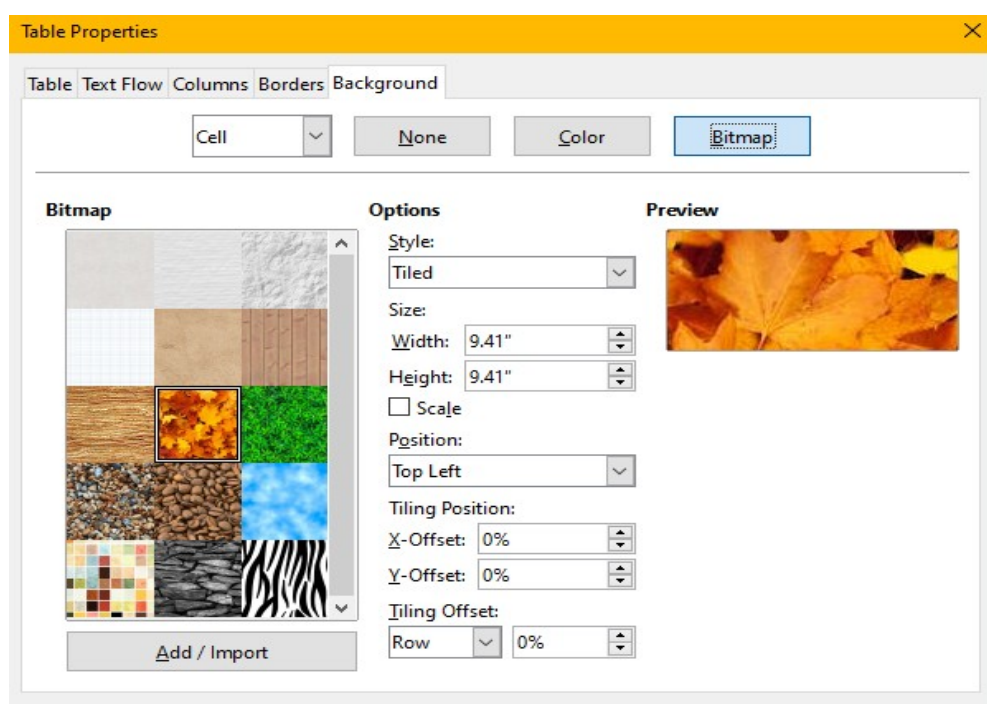 Table Properties
Table Text Flow Columns Borders Background
Cell None Color Bitmap
Bitmap
Options
Preview
Style:
Tiled
Size:
Width: 9.41"
Height: 9.41"
Scale
Position:
Top Left
Tiling Position:
X-Offset: 0%
Y-Offset: 0%
Tiling Offset:
Row 0%
Add / Import